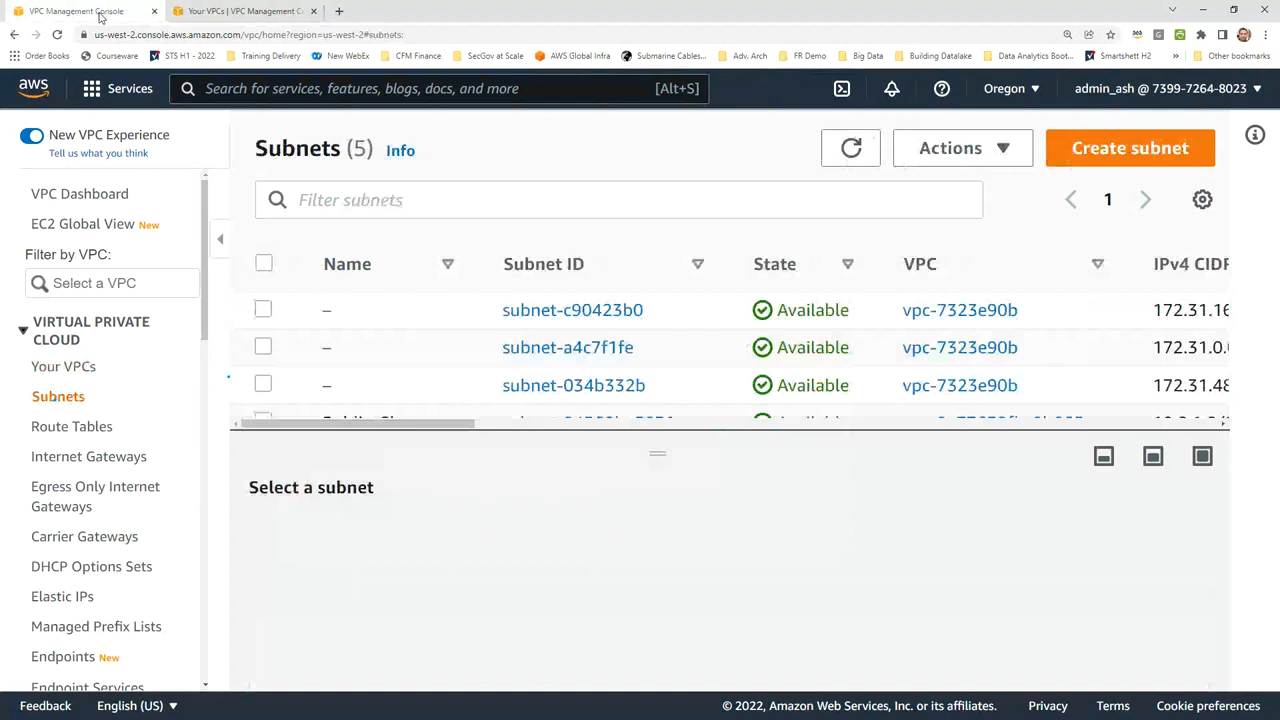 VPC Management Console
Your VPCs | VPC Management C
us-west-2.console.aws.amazon.com/vpc/home?region=us-west-2#subnets:
Order Books
Courseware
STS H1 - 2022
Training Delivery
New WebEx
CFM Finance
SecGov at Scale
AWS Global Infra
Submarine Cables...
Adv. Arch
FR Demo
Big Data
Building Datalake
Data Analytics Boot...
Smartshett H2
»
Other bookmarks
aws
Services
Search for services, features, blogs, docs, and more
[Alt+S]
Oregon
admin_ash @ 7399-7264-8023
New VPC Experience
Tell us what you think
VPC Dashboard
EC2 Global View New
Filter by VPC:
Select a VPC
VIRTUAL PRIVATE
CLOUD
Your VPCs
Subnets
Route Tables
Internet Gateways
Egress Only Internet
Gateways
Carrier Gateways
DHCP Options Sets
Elastic IPs
Managed Prefix Lists
Endpoints New
Endpoint Services
Subnets (5) Info
Actions
Create subnet
Filter subnets
1
Name
Subnet ID
State
VPC
IPv4 CIDR
– subnet-c90423b0 Available vpc-7323e90b 172.31.16
– subnet-a4c7f1fe Available vpc-7323e90b 172.31.0.
– subnet-034b332b Available vpc-7323e90b 172.31.48
Select a subnet
Feedback
English (US)
© 2022, Amazon Web Services, Inc. or its affiliates.
Privacy
Terms
Cookie preferences